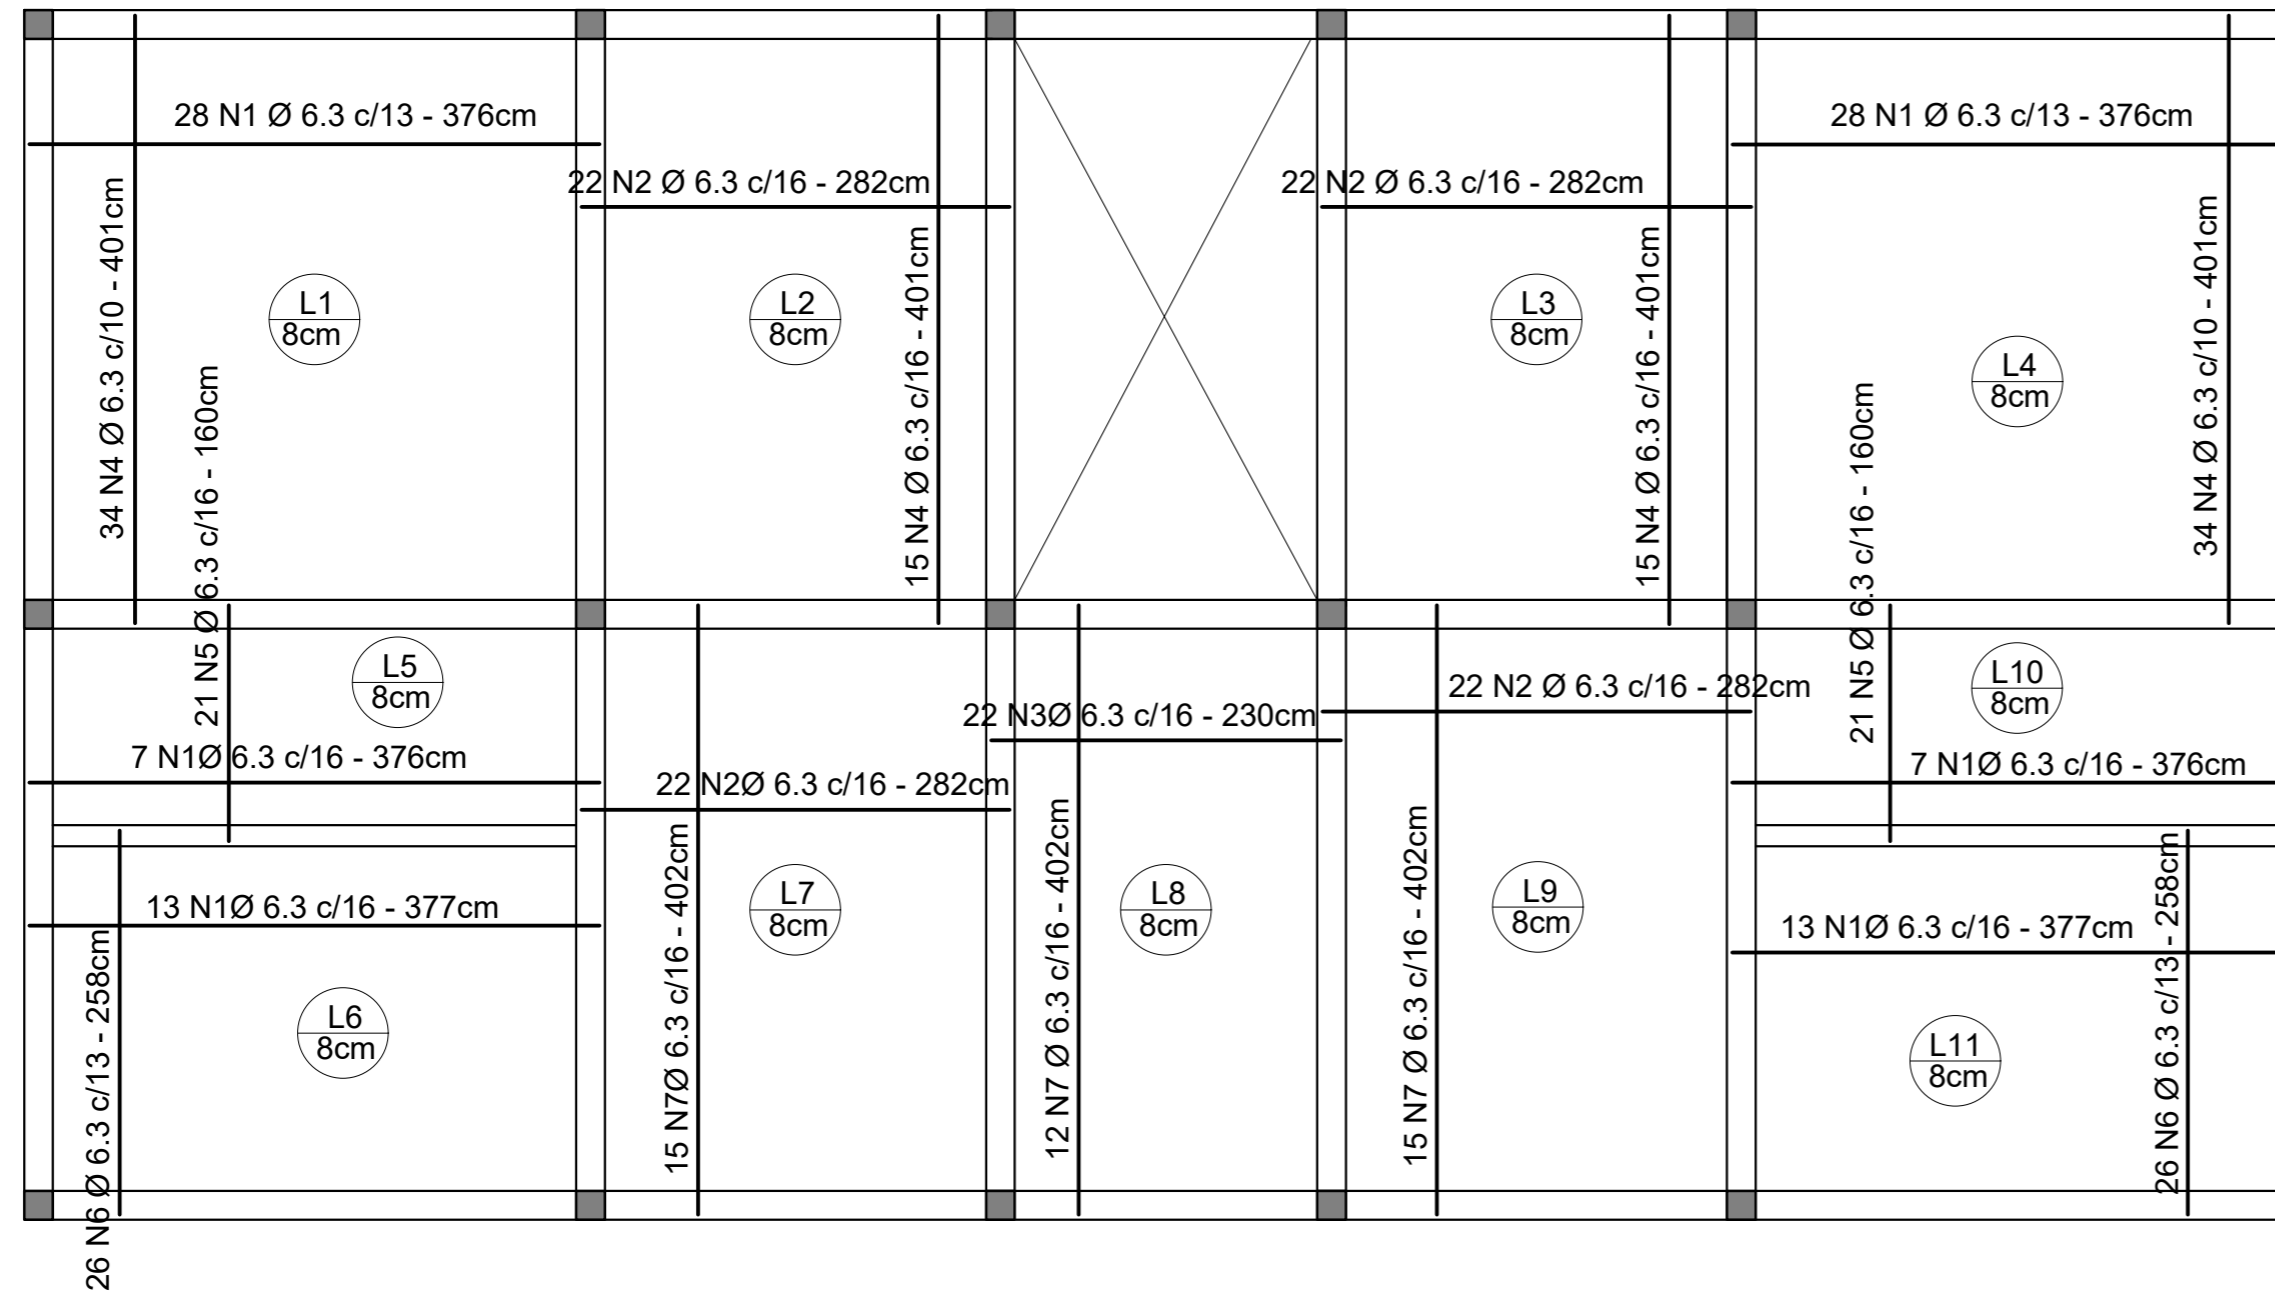 28 N1 Ø 6.3 c/13 - 376cm
28 N1 Ø 6.3 c/13 - 376cm
22 N2 Ø 6.3 c/16 - 282cm
22 N2 Ø 6.3 c/16 - 282cm
34 N4 Ø 6.3 c/10 - 401cm
15 N4 Ø 6.3 c/16 - 401cm
15 N4 Ø 6.3 c/16 - 401cm
34 N4 Ø 6.3 c/10 - 401cm
L1
8cm
L2
8cm
L3
8cm
L4
8cm
21 N5 Ø 6.3 c/16 - 160cm
21 N5 Ø 6.3 c/16 - 160cm
L5
8cm
L10
8cm
22 N2 Ø 6.3 c/16 - 282cm
22 N3Ø 6.3 c/16 - 230cm
7 N1Ø 6.3 c/16 - 376cm
7 N1Ø 6.3 c/16 - 376cm
22 N2Ø 6.3 c/16 - 282cm
15 N7Ø 6.3 c/16 - 402cm
12 N7 Ø 6.3 c/16 - 402cm
15 N7 Ø 6.3 c/16 - 402cm
13 N1Ø 6.3 c/16 - 377cm
13 N1Ø 6.3 c/16 - 377cm
L7
8cm
L8
8cm
L9
8cm
26 N6 Ø 6.3 c/13 - 258cm
26 N6 Ø 6.3 c/13 - 258cm
L6
8cm
L11
8cm